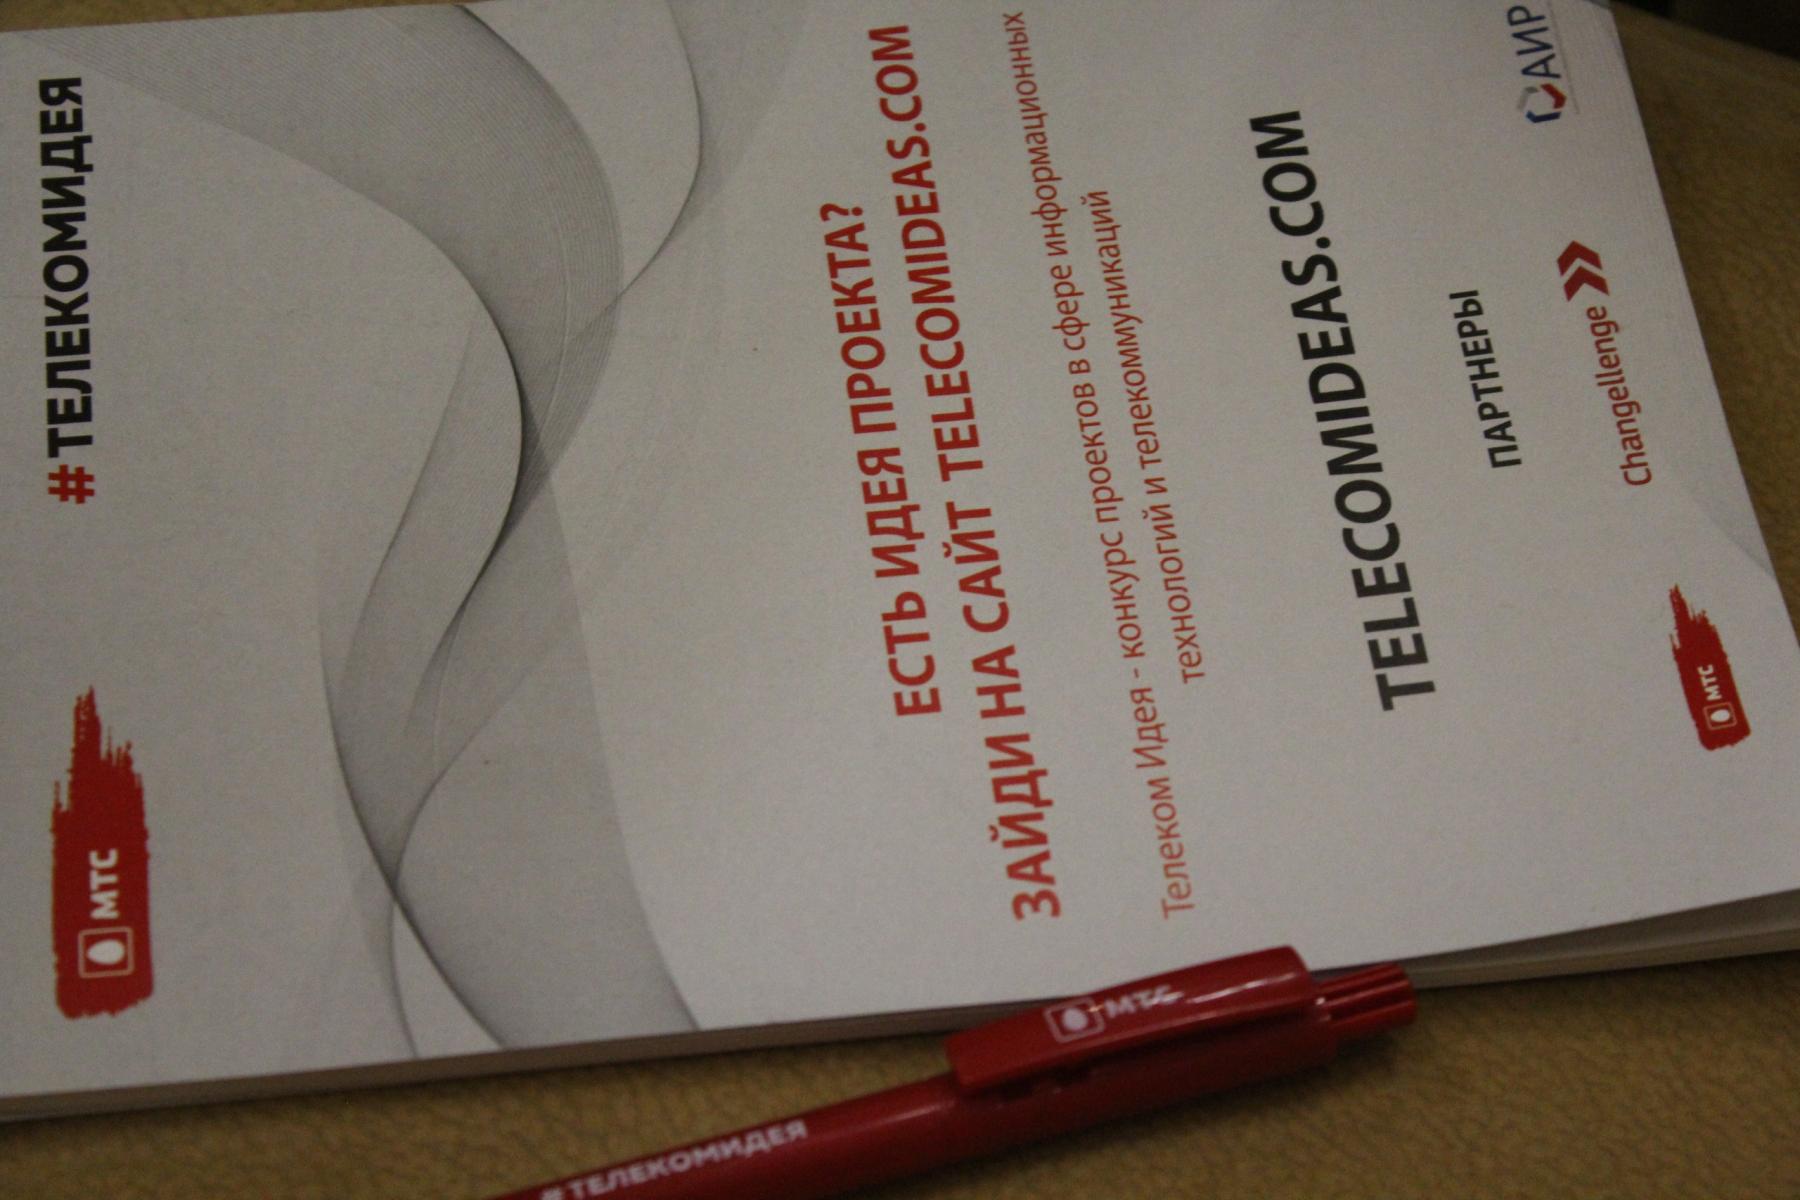 МТС
#ТЕЛЕКОМИДЕЯ
ЕСТЬ ИДЕЯ ПРОЕКТА?
ЗАЙДИ НА САЙТ TELECOMIDEAS.COM
Телеком Идея - конкурс проектов в сфере информационных
технологий и телекоммуникаций
TELECOMIDEAS.COM
ПАРТНЕРЫ
МТС
Changellenge
АИР
МТС
#ТЕЛЕКОМИДЕЯ